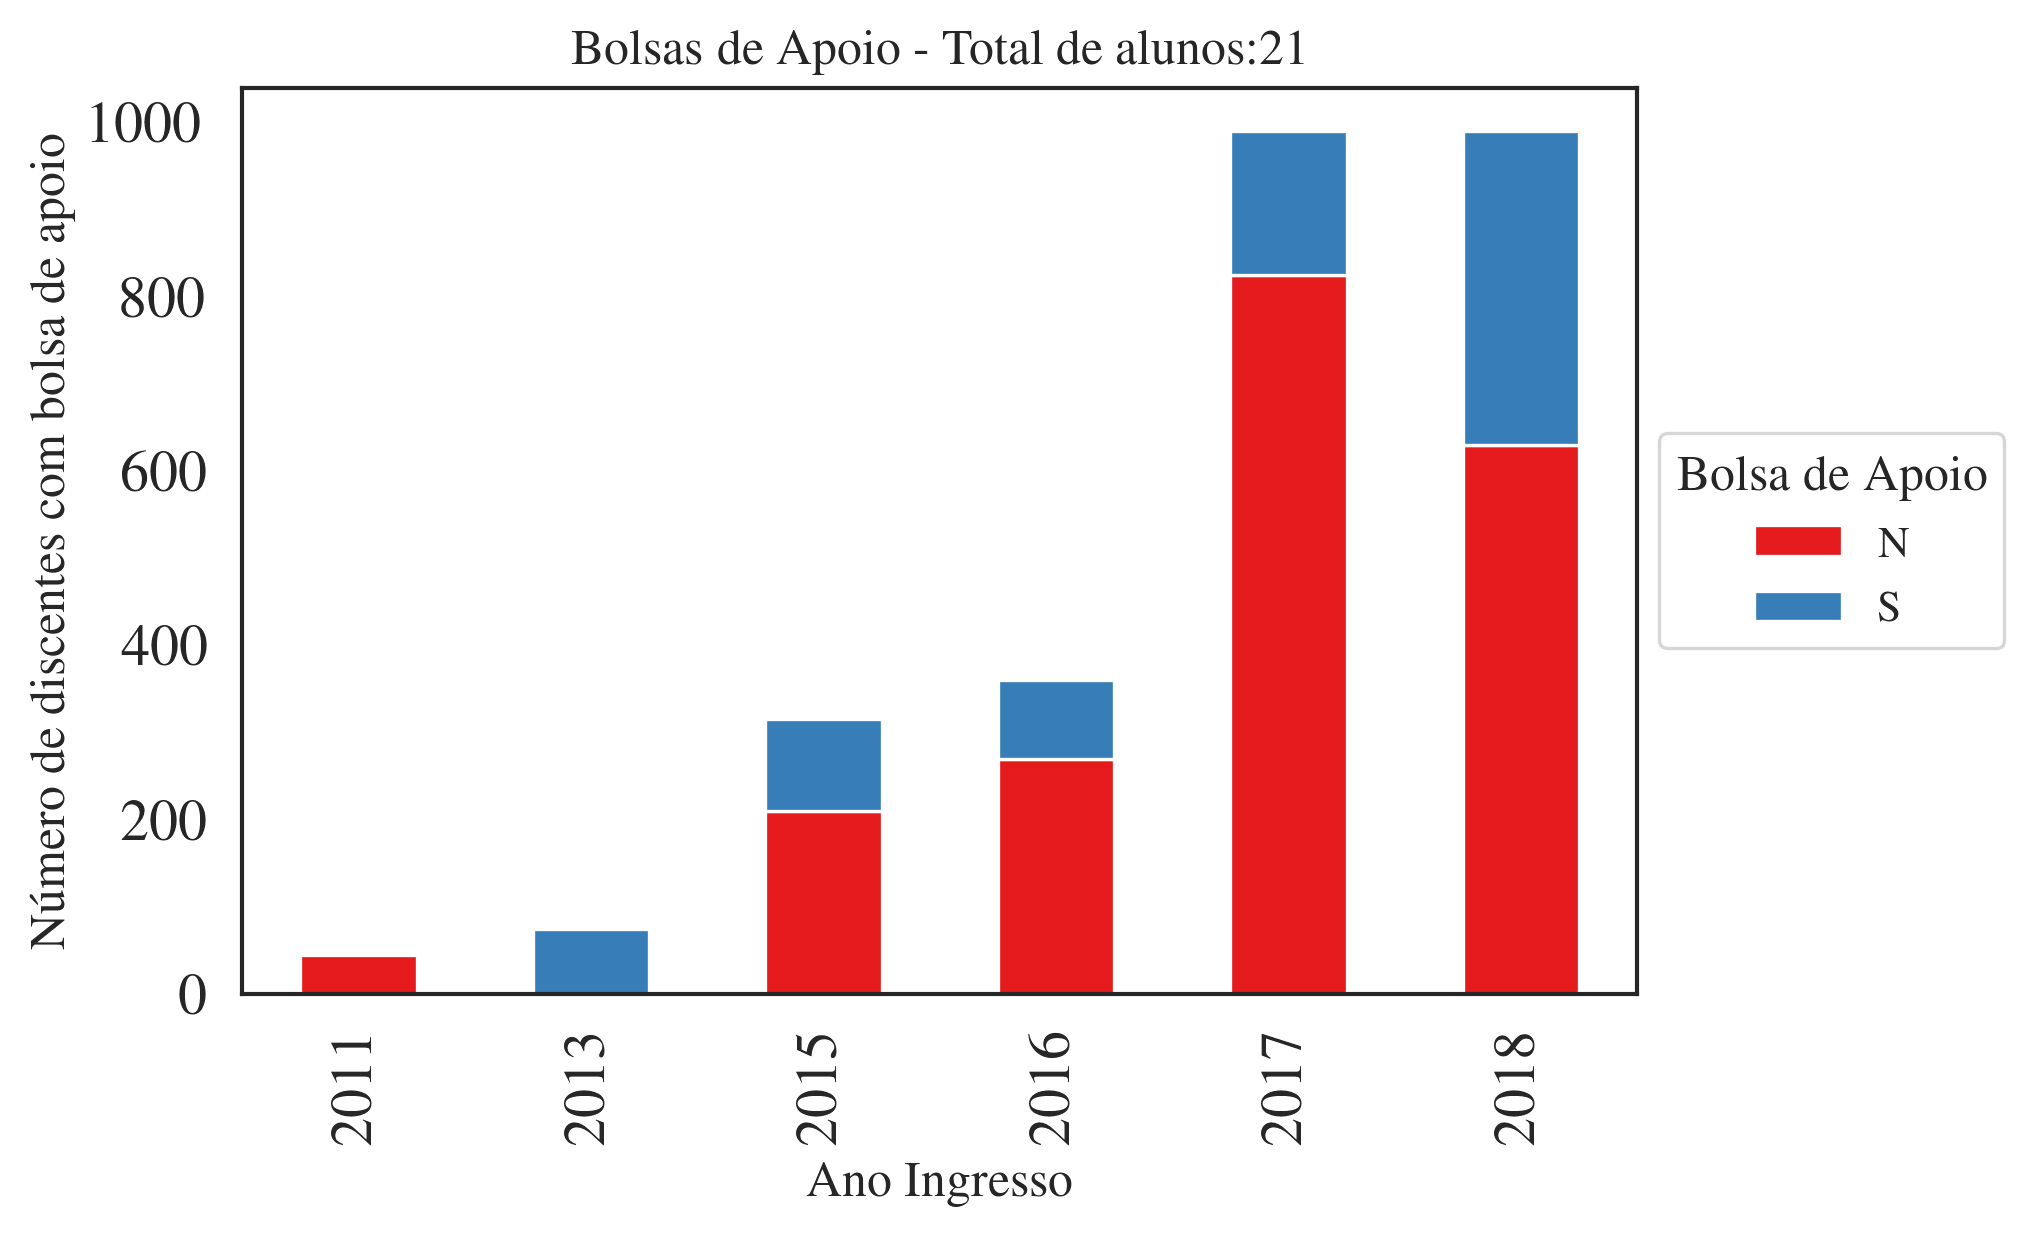 Bolsas de Apoio - Total de alunos:21
Número de discentes com bolsa de apoio
1000
800
600
400
200
0
2011
2013
2015
2016
2017
2018
Ano Ingresso
Bolsa de Apoio
N
S